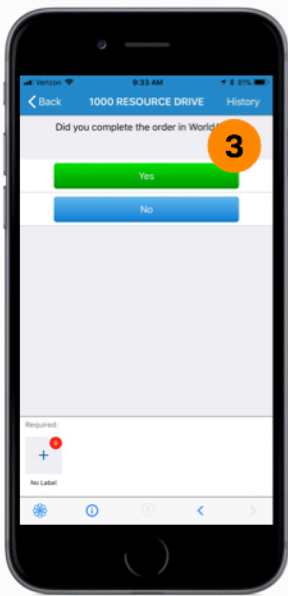 Verizon 9:33 AM 81%
Back 1000 RESOURCE DRIVE History
Did you complete the order in World
3
Yes
No
Required:
+
No Label